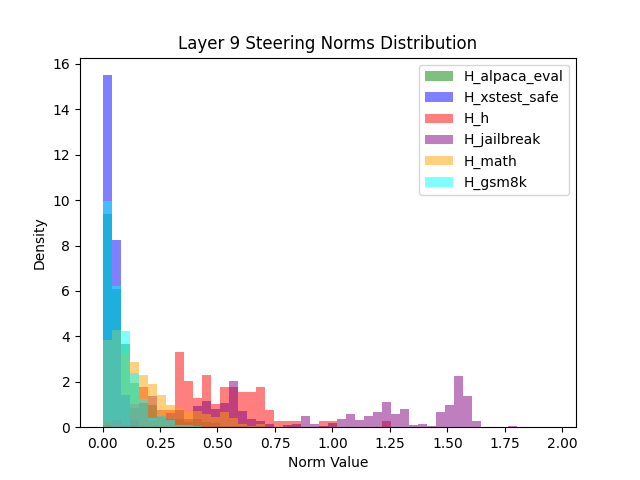 Layer 9 Steering Norms Distribution
16
14
12
10
8
6
4
2
0
Density
H_alpaca_eval
H_xstest_safe
H_h
H_jailbreak
H_math
H_gsm8k
0.00 0.25 0.50 0.75 1.00 1.25 1.50 1.75 2.00
Norm Value